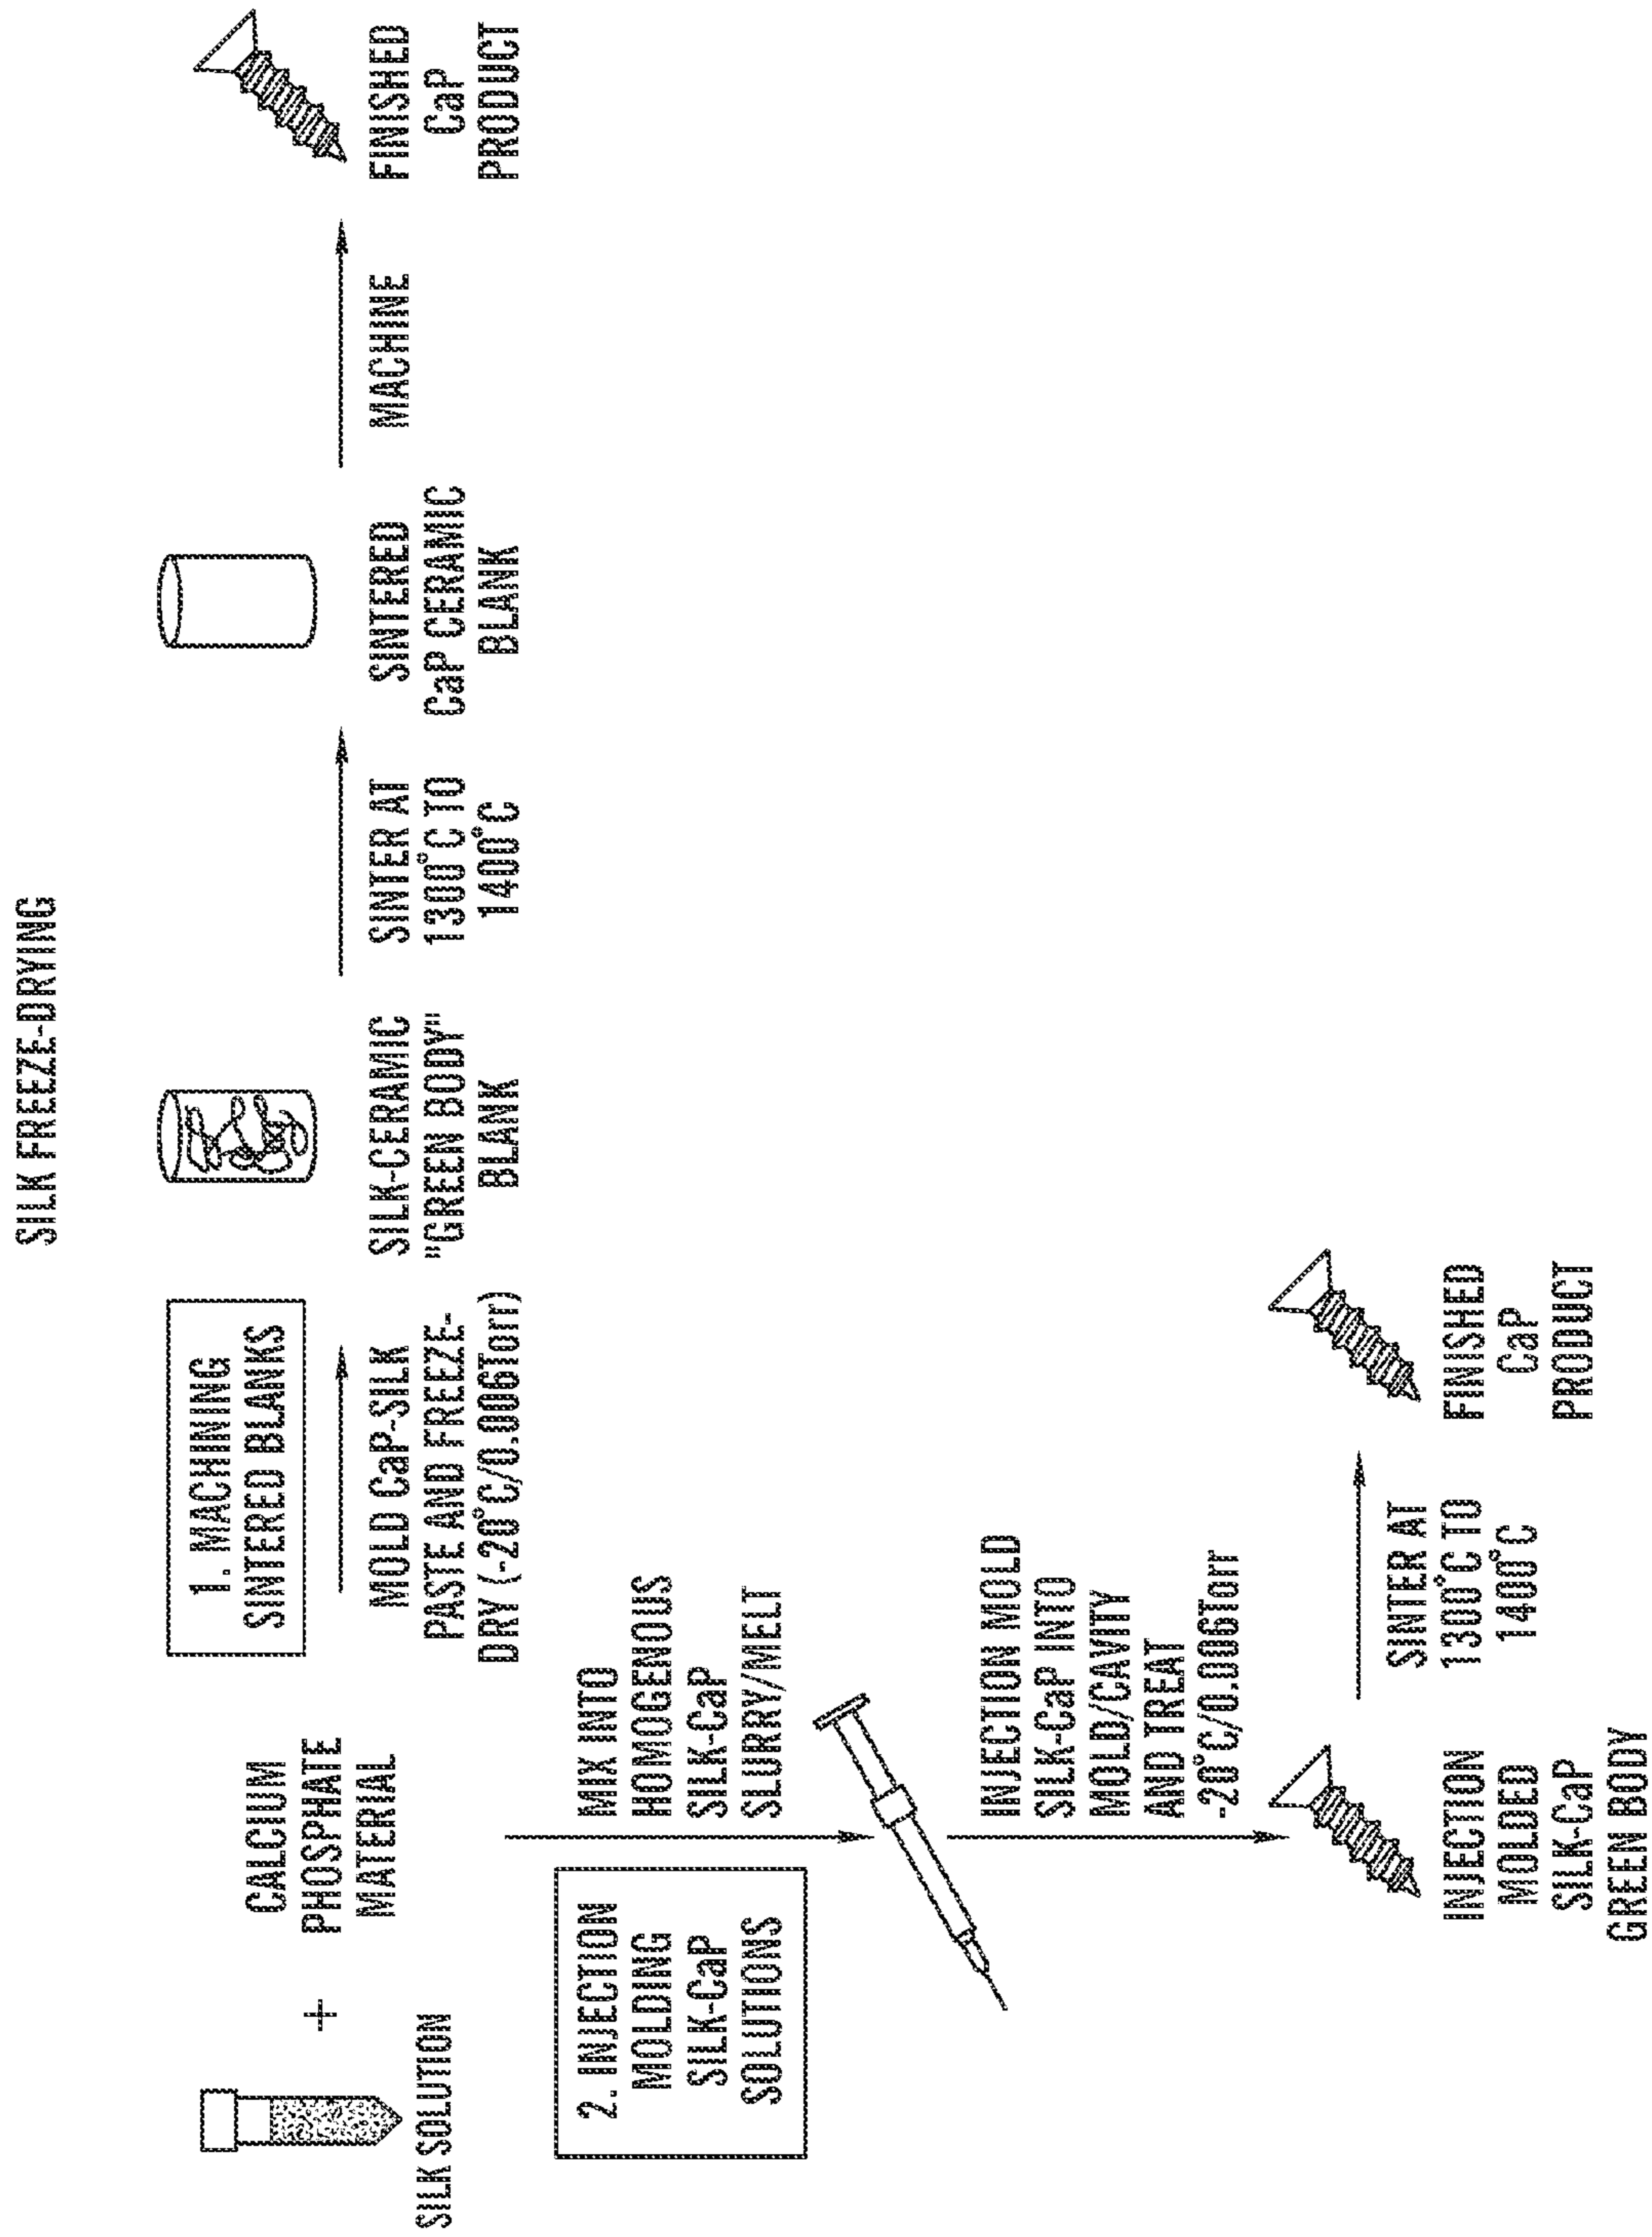 SILK FREEZE-DRYING
SILK SOLUTION
+
CALCIUM
PHOSPHATE
MATERIAL
1. MACHINING
SINTERED BLANKS
MOLD CaP-SILK
PASTE AND FREEZE-
DRY (-20°C/0.006Torr)
SILK-CERAMIC
"GREEN BODY"
BLANK
SINTER AT
1300°C TO
1400°C
SINTERED
CaP CERAMIC
BLANK
MACHINE
FINISHED
CaP
PRODUCT
2. INJECTION
MOLDING
SILK-CaP
SOLUTIONS
MIX INTO
HOMOGENOUS
SILK-CaP
SLURRY/MELT
INJECTION MOLD
SILK-CaP INTO
MOLD/CAVITY
AND TREAT
-20°C/0.006Torr
INJECTION
MOLDED
SILK-CaP
GREEN BODY
SINTER AT
1300°C TO
1400°C
FINISHED
CaP
PRODUCT